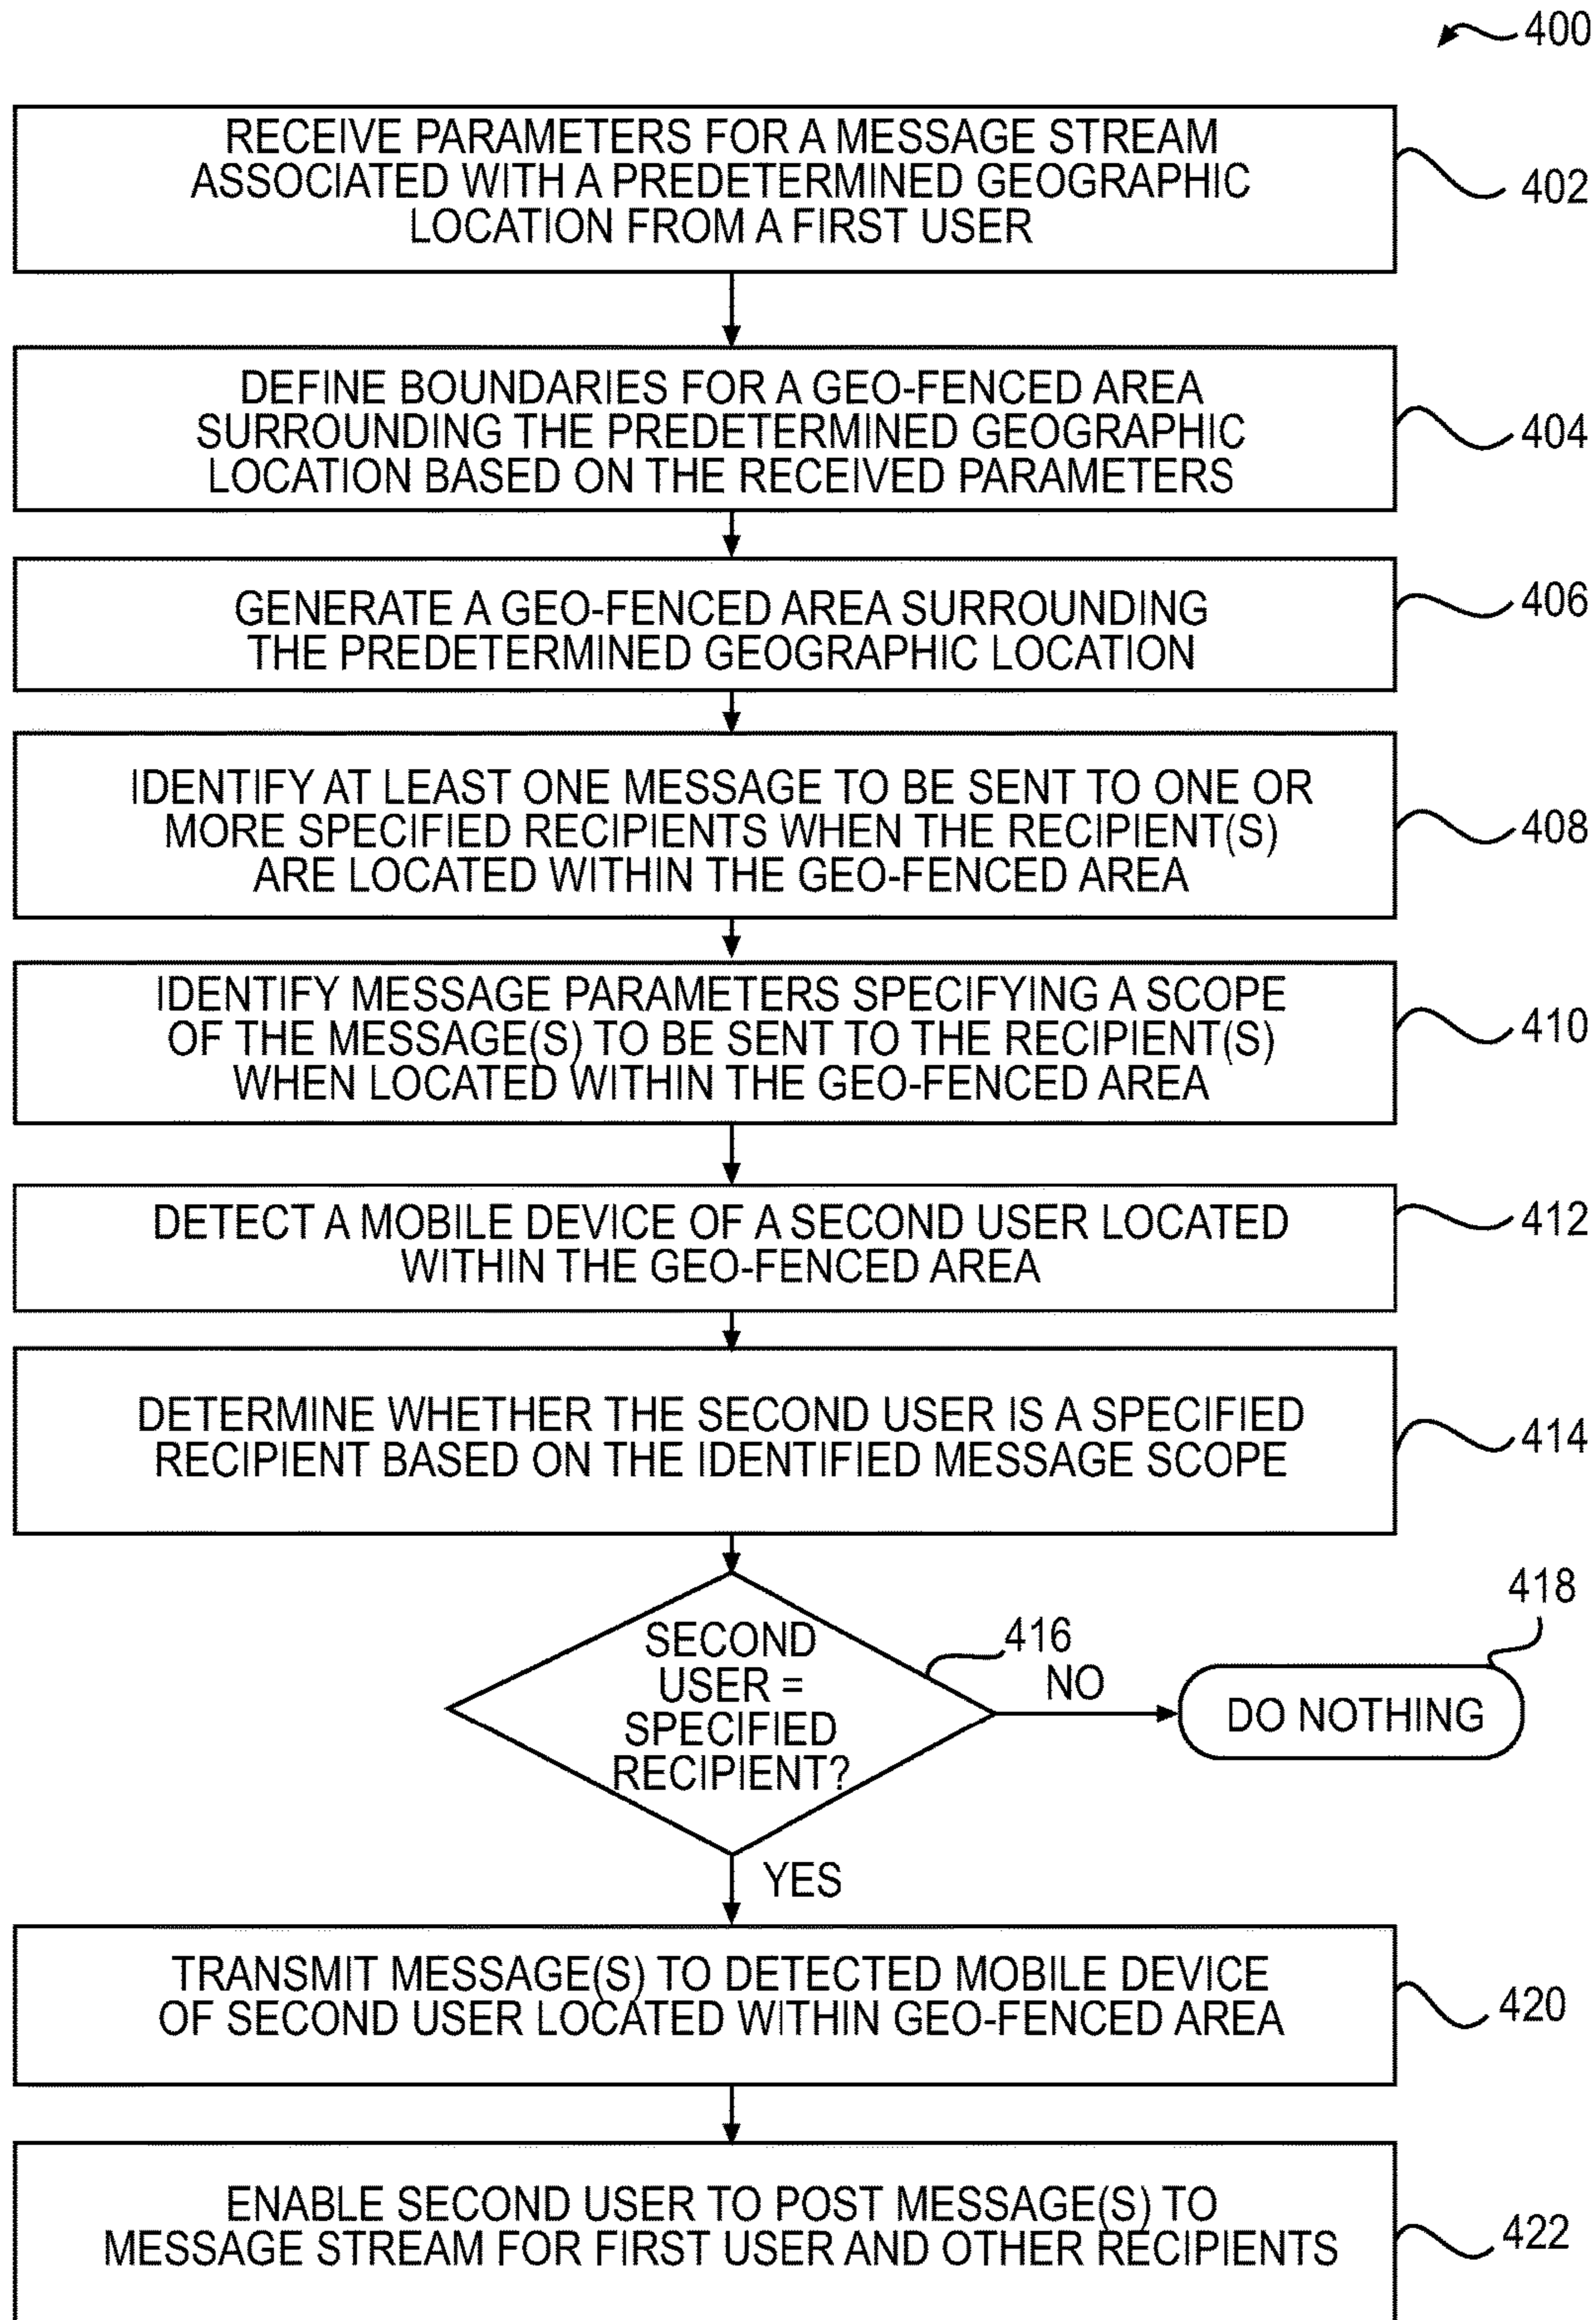 400
RECEIVE PARAMETERS FOR A MESSAGE STREAM
ASSOCIATED WITH A PREDETERMINED GEOGRAPHIC
LOCATION FROM A FIRST USER
402
DEFINE BOUNDARIES FOR A GEO-FENCED AREA
SURROUNDING THE PREDETERMINED GEOGRAPHIC
LOCATION BASED ON THE RECEIVED PARAMETERS
404
GENERATE A GEO-FENCED AREA SURROUNDING
THE PREDETERMINED GEOGRAPHIC LOCATION
406
IDENTIFY AT LEAST ONE MESSAGE TO BE SENT TO ONE OR
MORE SPECIFIED RECIPIENTS WHEN THE RECIPIENT(S)
ARE LOCATED WITHIN THE GEO-FENCED AREA
408
IDENTIFY MESSAGE PARAMETERS SPECIFYING A SCOPE
OF THE MESSAGE(S) TO BE SENT TO THE RECIPIENT(S)
WHEN LOCATED WITHIN THE GEO-FENCED AREA
410
DETECT A MOBILE DEVICE OF A SECOND USER LOCATED
WITHIN THE GEO-FENCED AREA
412
DETERMINE WHETHER THE SECOND USER IS A SPECIFIED
RECIPIENT BASED ON THE IDENTIFIED MESSAGE SCOPE
414
SECOND
USER =
SPECIFIED
RECIPIENT?
416
NO
418
DO NOTHING
YES
TRANSMIT MESSAGE(S) TO DETECTED MOBILE DEVICE
OF SECOND USER LOCATED WITHIN GEO-FENCED AREA
420
ENABLE SECOND USER TO POST MESSAGE(S) TO
MESSAGE STREAM FOR FIRST USER AND OTHER RECIPIENTS
422